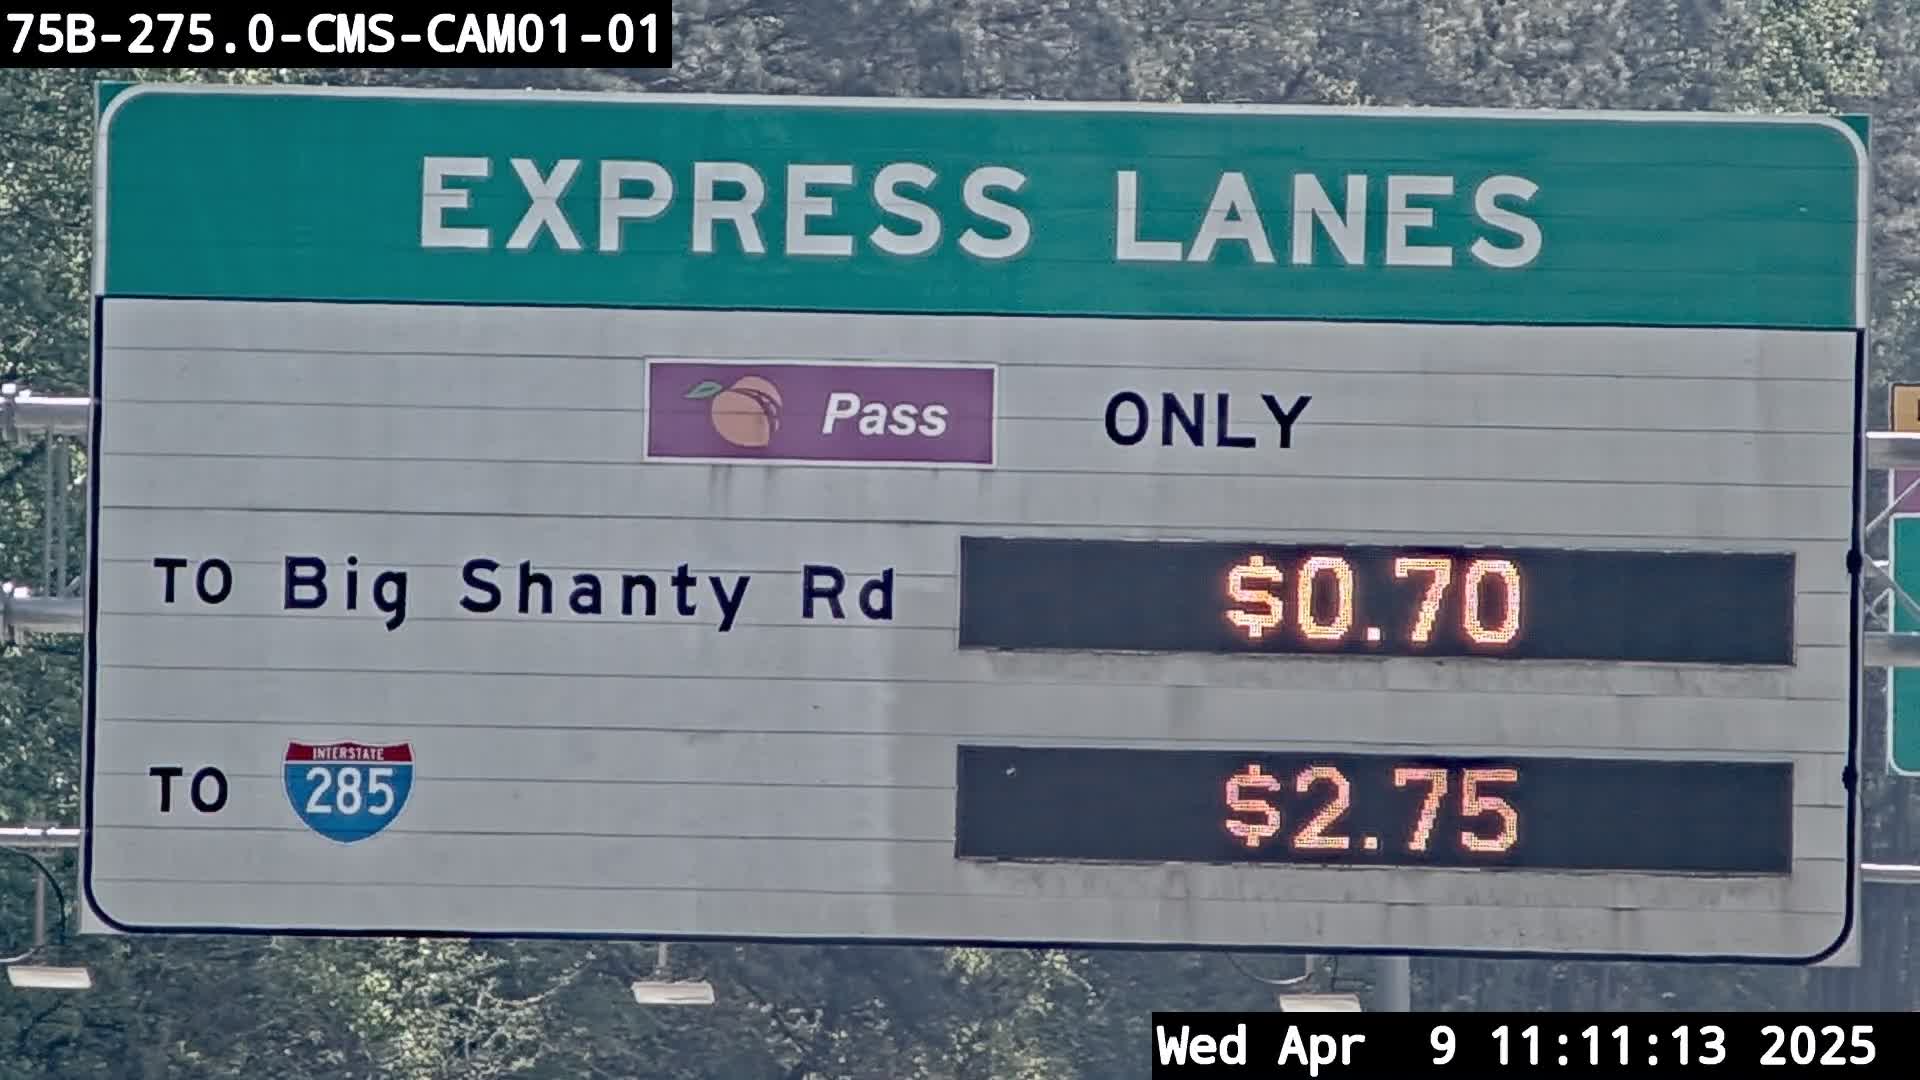 75B-275.0-CMS-CAM01-01
EXPRESS LANES
Pass ONLY
TO Big Shanty Rd $0.70
TO INTERSTATE 285 $2.75
Wed Apr 9 11:11:13 2025